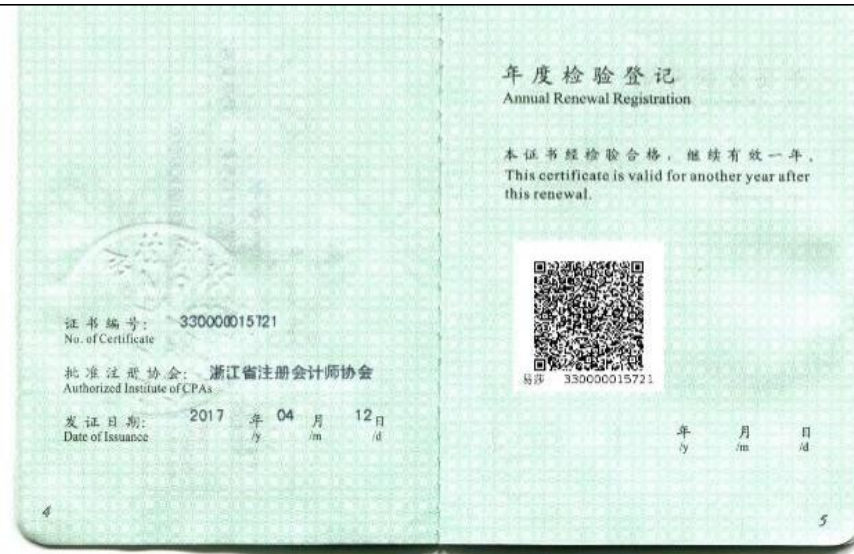 证书编号: 330000015721
No. of Certificate
批准注册协会: 浙江省注册会计师协会
Authorized Institute of CPAs
发证日期: 2017 年 04 月 12 日
Date of Issuance /y /m /d
4
年度检验登记
Annual Renewal Registration
本证书经检验合格，继续有效一年。
This certificate is valid for another year after
this renewal.
易莎 330000015721
年 月 日
/y /m /d
5